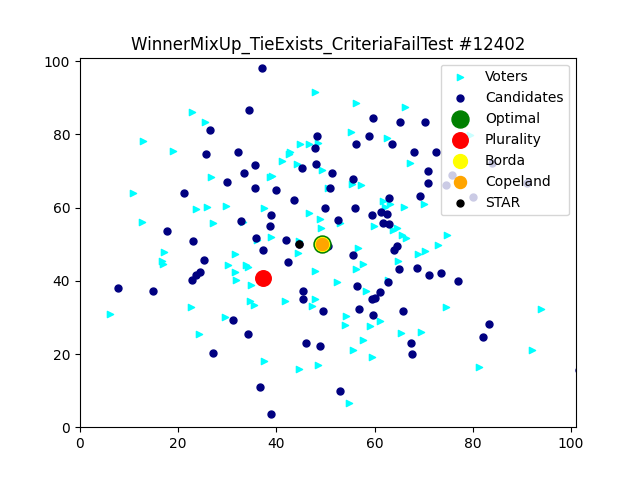 WinnerMixUp_TieExists_CriteriaFailTest #12402
100
80
60
40
20
0
0
20
40
60
80
100
Voters
Candidates
Optimal
Plurality
Borda
Copeland
STAR